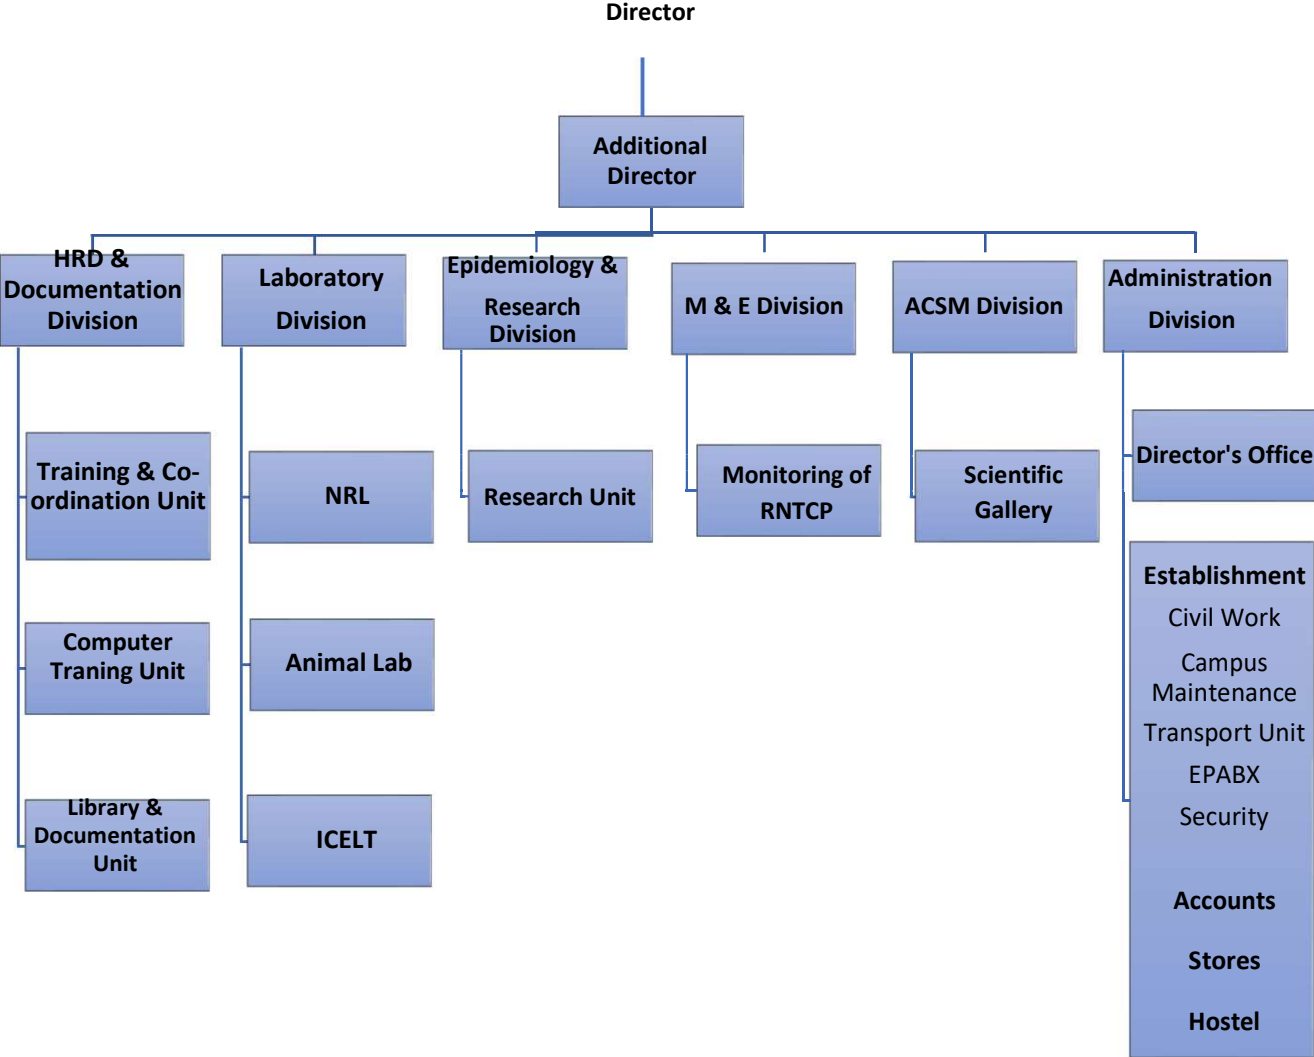 Director
Additional
Director
HRD &
Documentation
Division
Laboratory
Division
Epidemiology &
Research
Division
M & E Division
ACSM Division
Administration
Division
Training & Co-
ordination Unit
Computer
Traning Unit
Library &
Documentation
Unit
NRL
Animal Lab
ICELT
Research Unit
Monitoring of
RNTCP
Scientific
Gallery
Director's Office
Establishment
Civil Work
Campus
Maintenance
Transport Unit
EPABX
Security
Accounts
Stores
Hostel